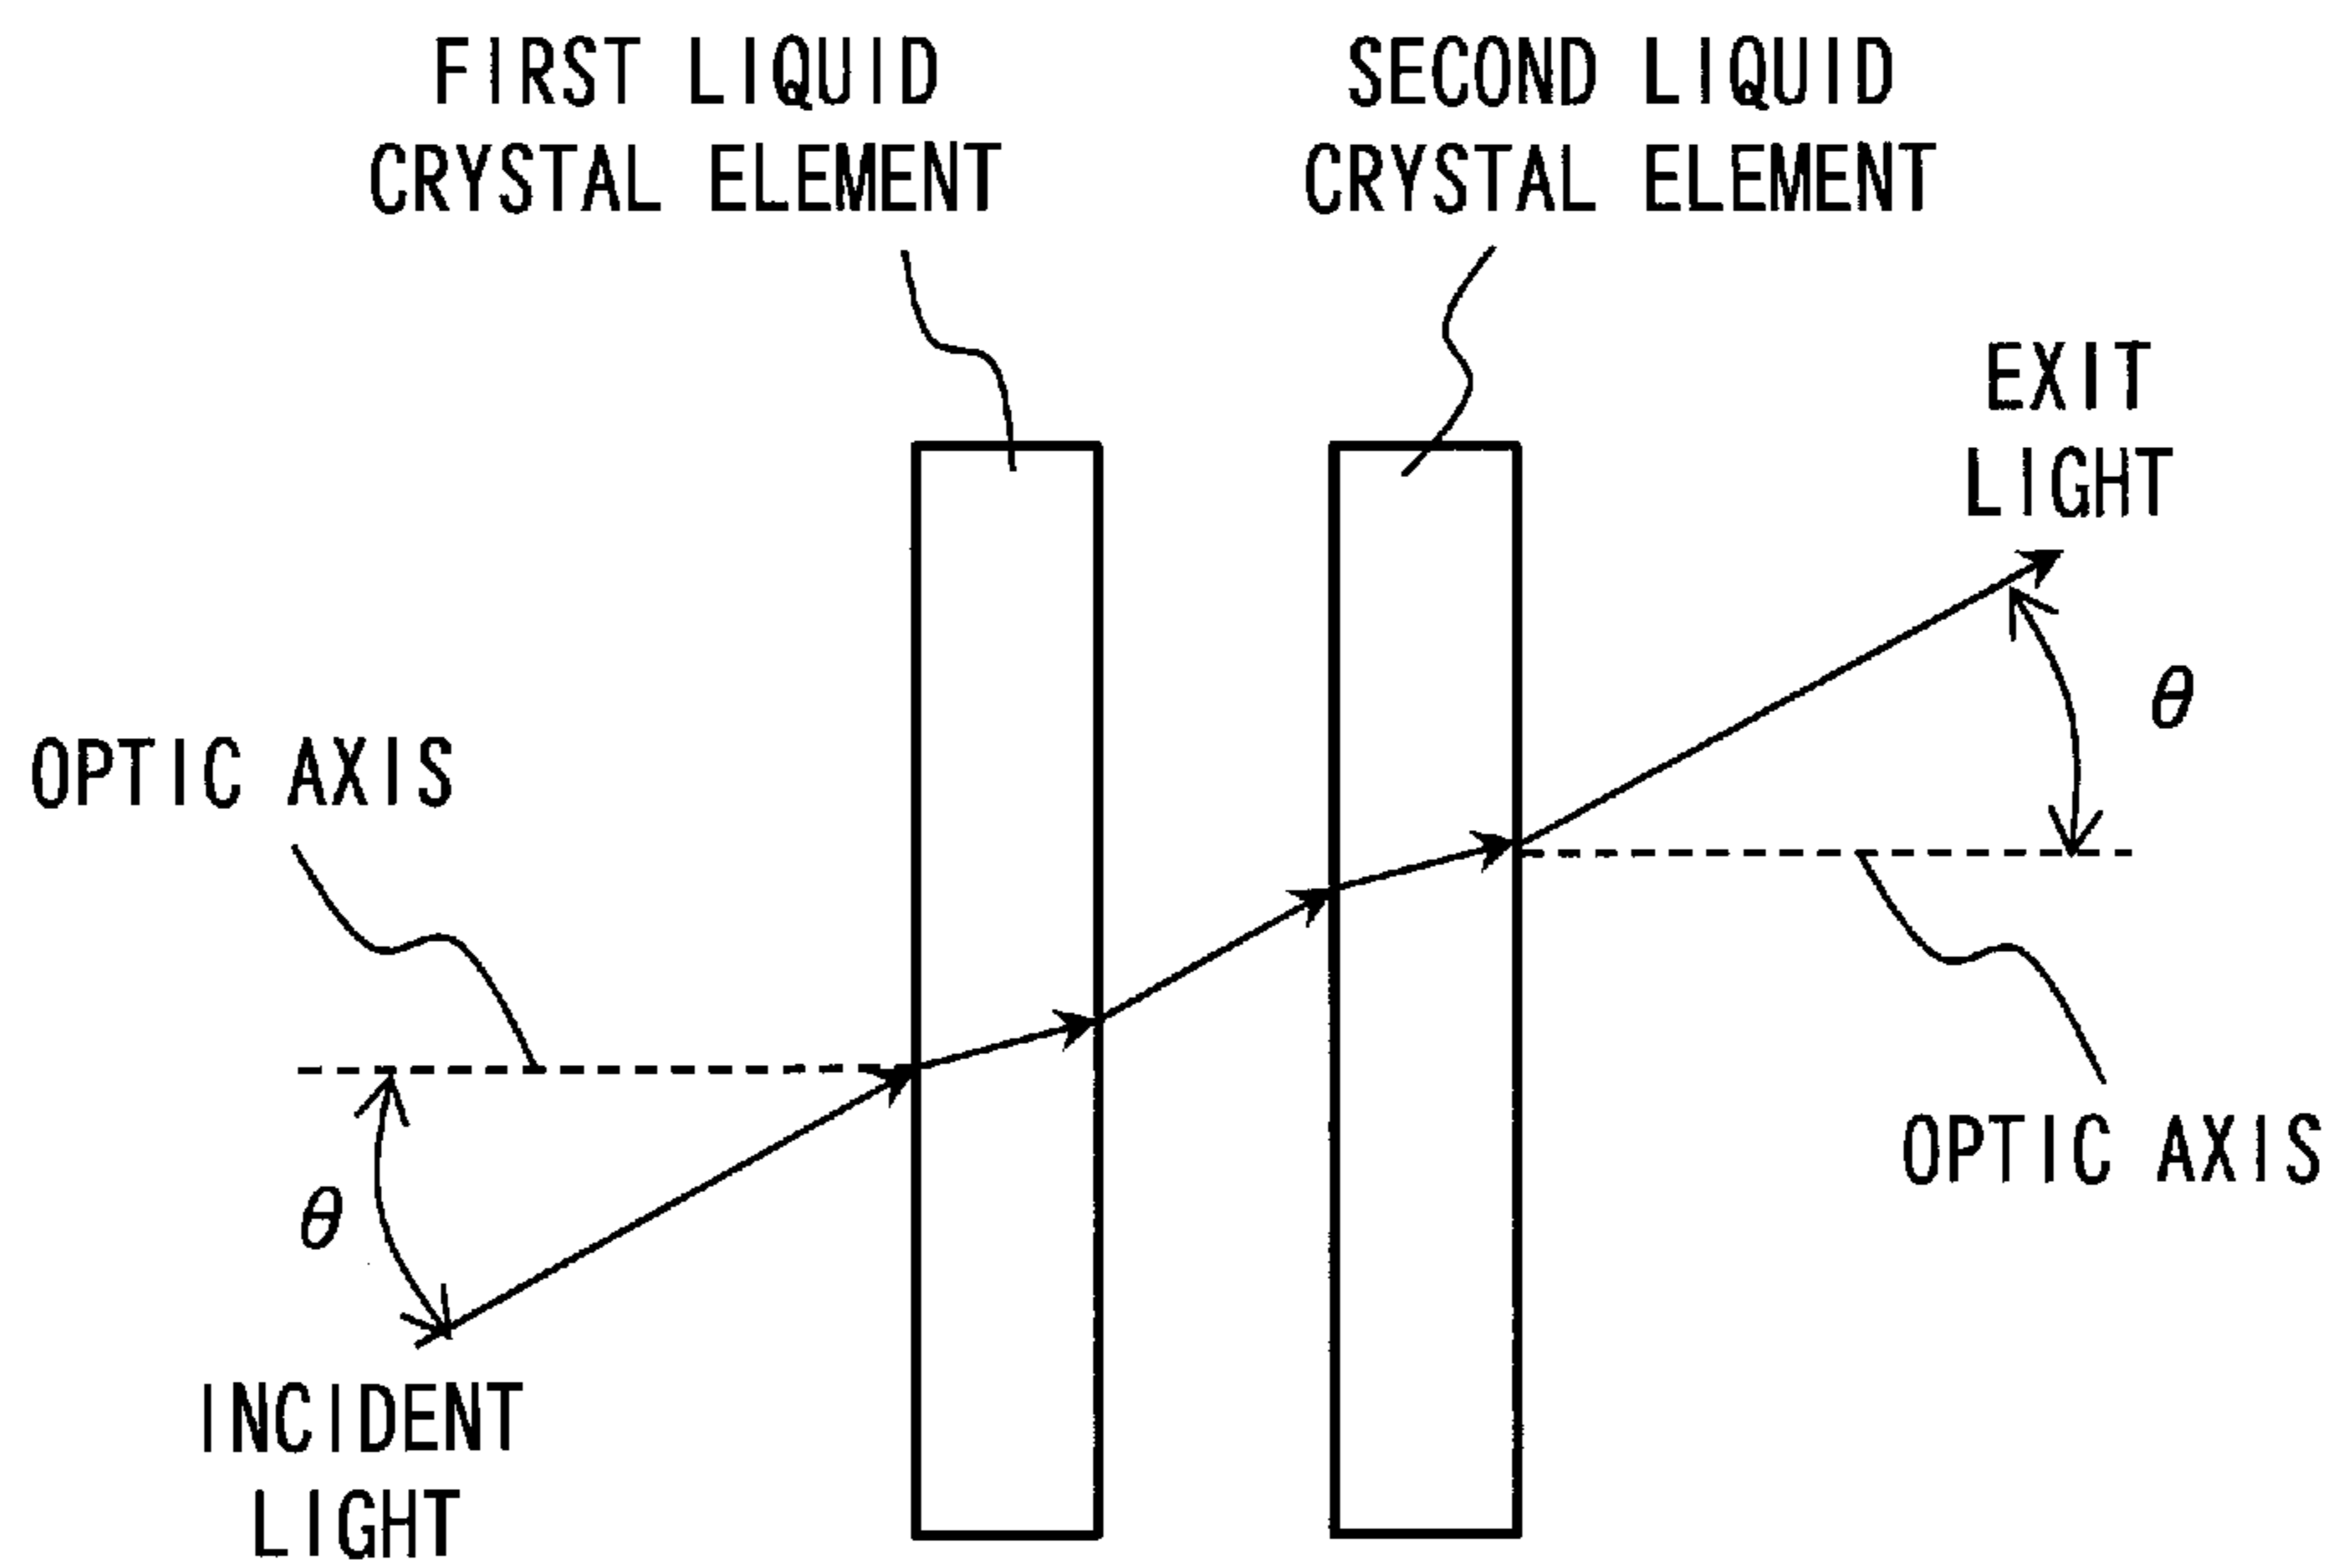 FIRST LIQUID
CRYSTAL ELEMENT
SECOND LIQUID
CRYSTAL ELEMENT
EXIT
LIGHT
θ
OPTIC AXIS
OPTIC AXIS
θ
INCIDENT
LIGHT